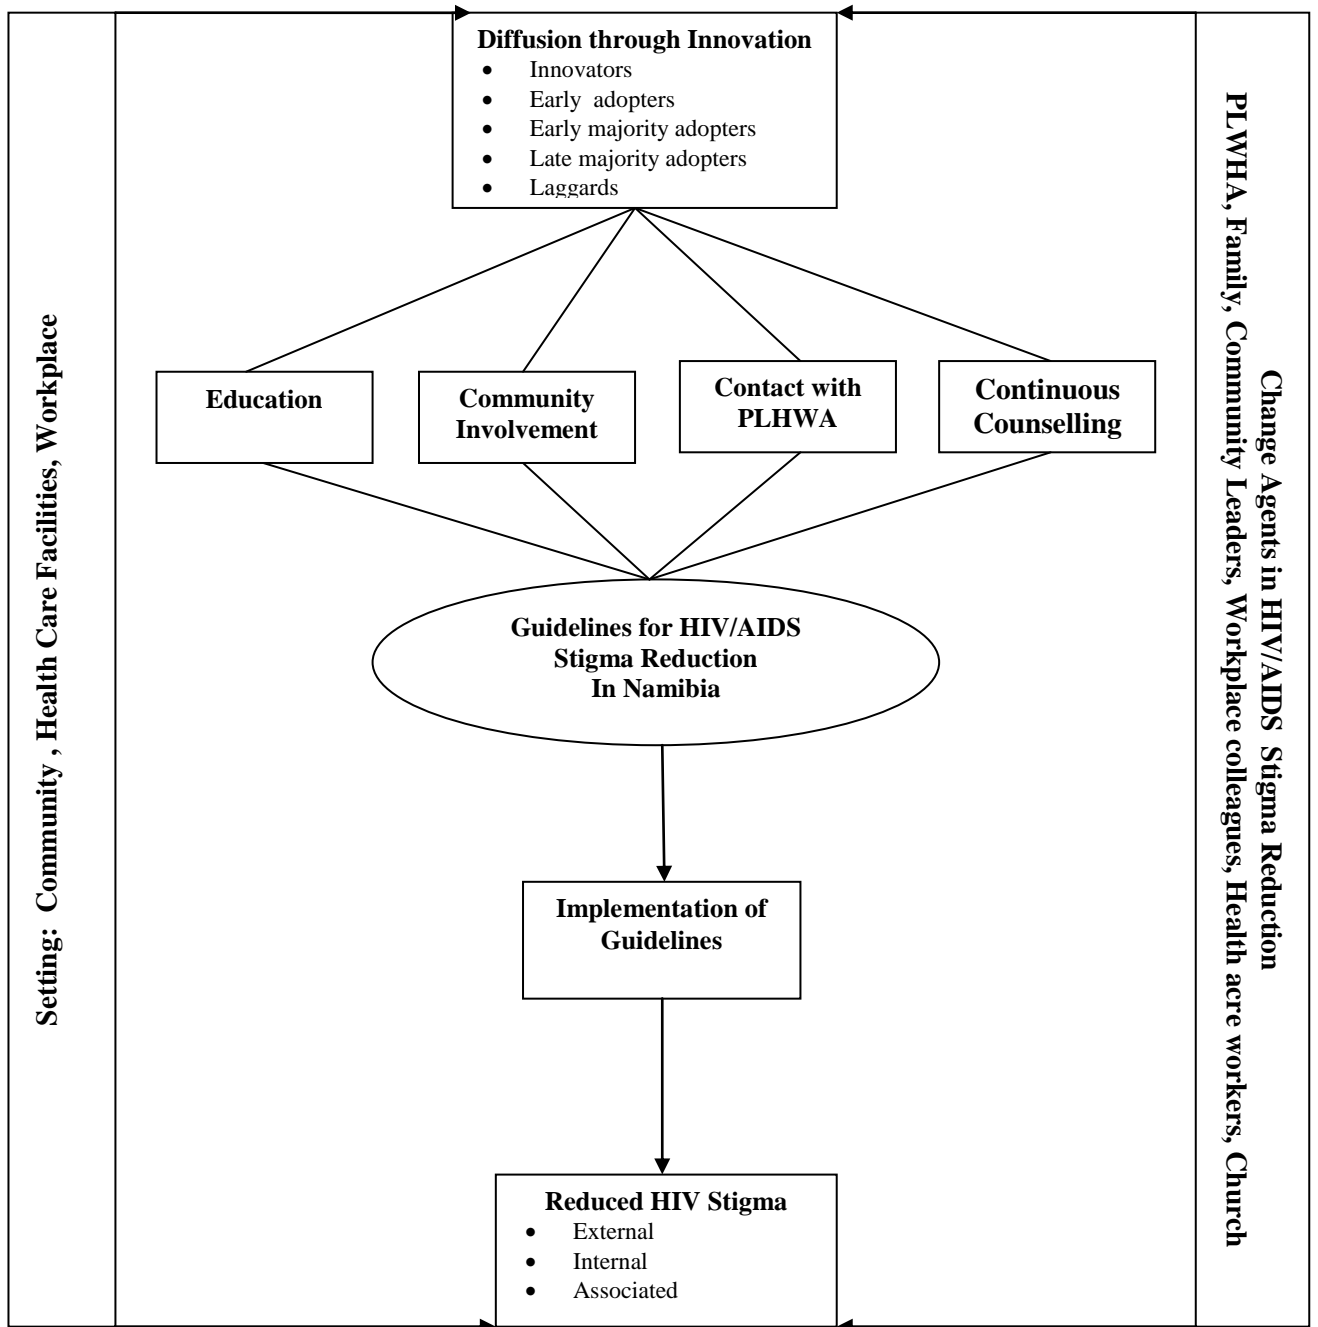 Diffusion through Innovation
• Innovators
• Early adopters
• Early majority adopters
• Late majority adopters
• Laggards
Education
Community
Involvement
Contact with
PLHWA
Continuous
Counselling
Guidelines for HIV/AIDS
Stigma Reduction
In Namibia
Implementation of
Guidelines
Reduced HIV Stigma
• External
• Internal
• Associated
Setting: Community , Health Care Facilities, Workplace
Change Agents in HIV/AIDS Stigma Reduction
PLWHA, Family, Community Leaders, Workplace colleagues, Health acre workers, Church